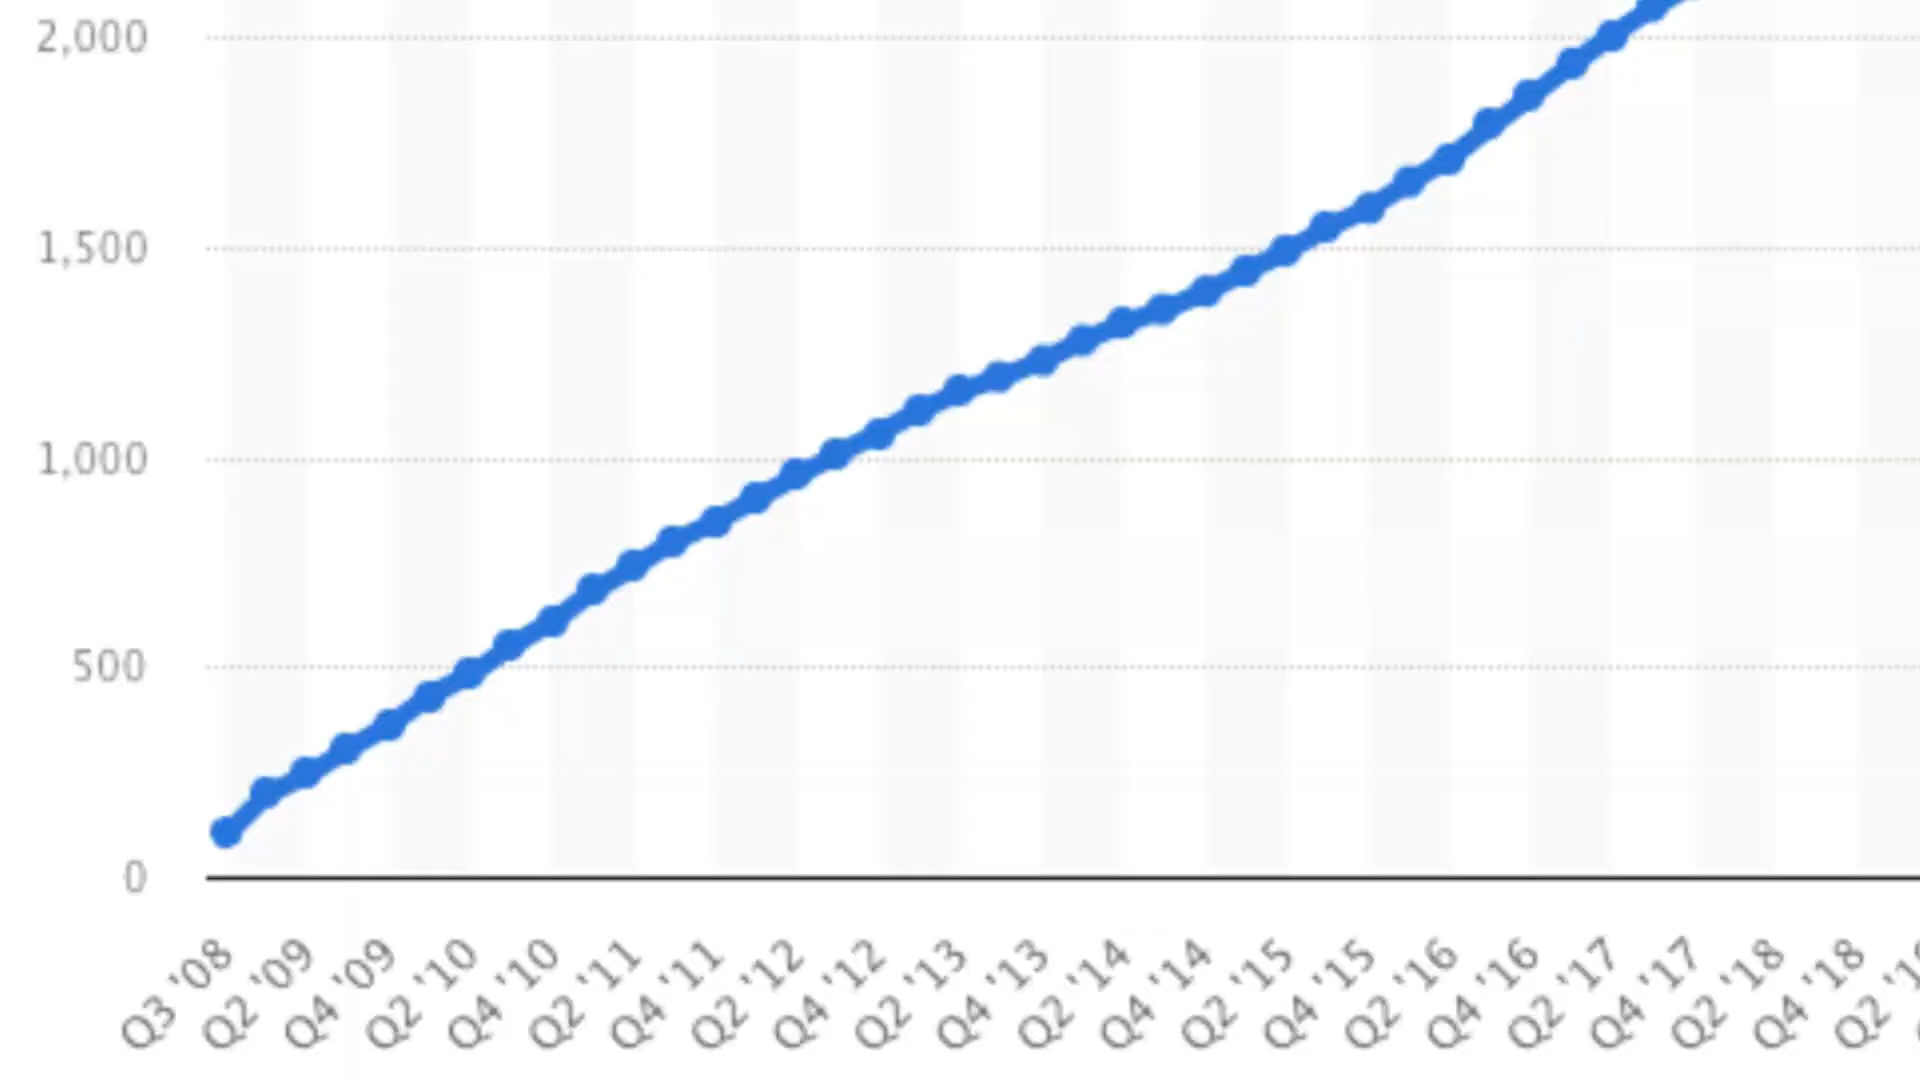 2,000
1,500
1,000
500
0
Q3 '08
Q2 '09
Q4 '09
Q2 '10
Q4 '10
Q2 '11
Q4 '11
Q2 '12
Q4 '12
Q2 '13
Q4 '13
Q2 '14
Q4 '14
Q2 '15
Q4 '15
Q2 '16
Q4 '16
Q2 '17
Q4 '17
Q2 '18
Q4 '18
Q2